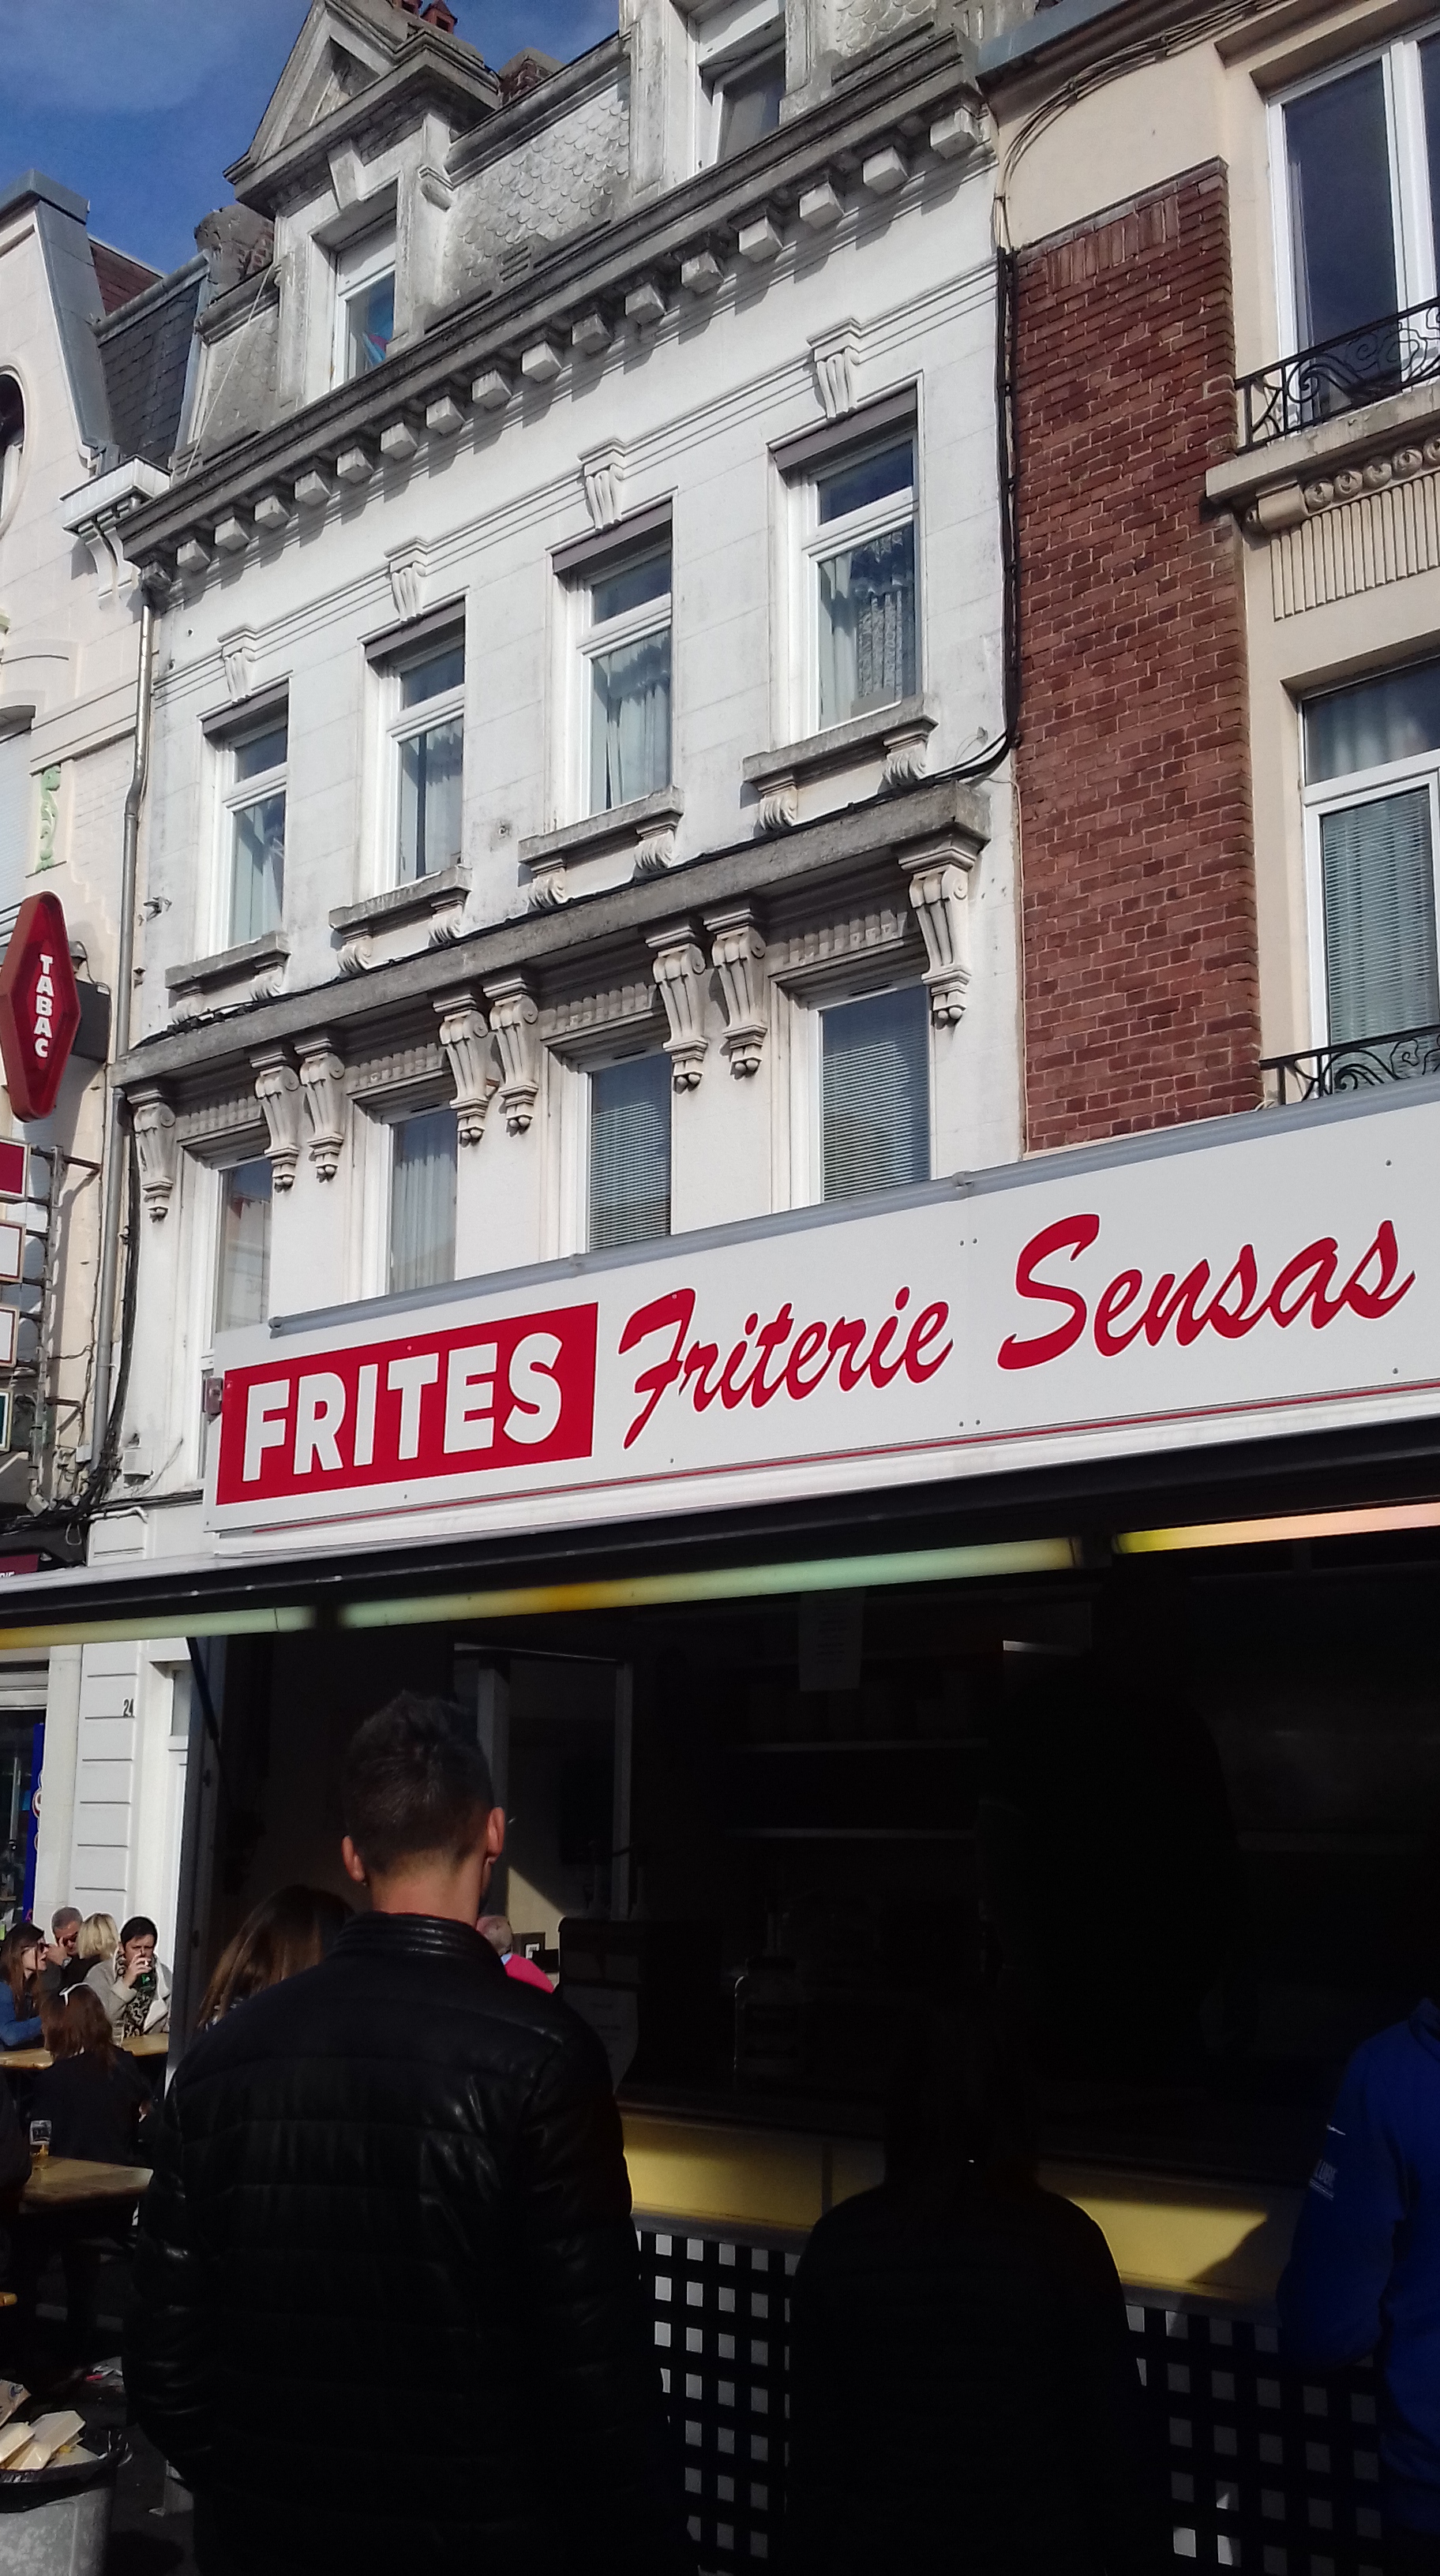 TABAC
FRITES Friterie Sensas
24